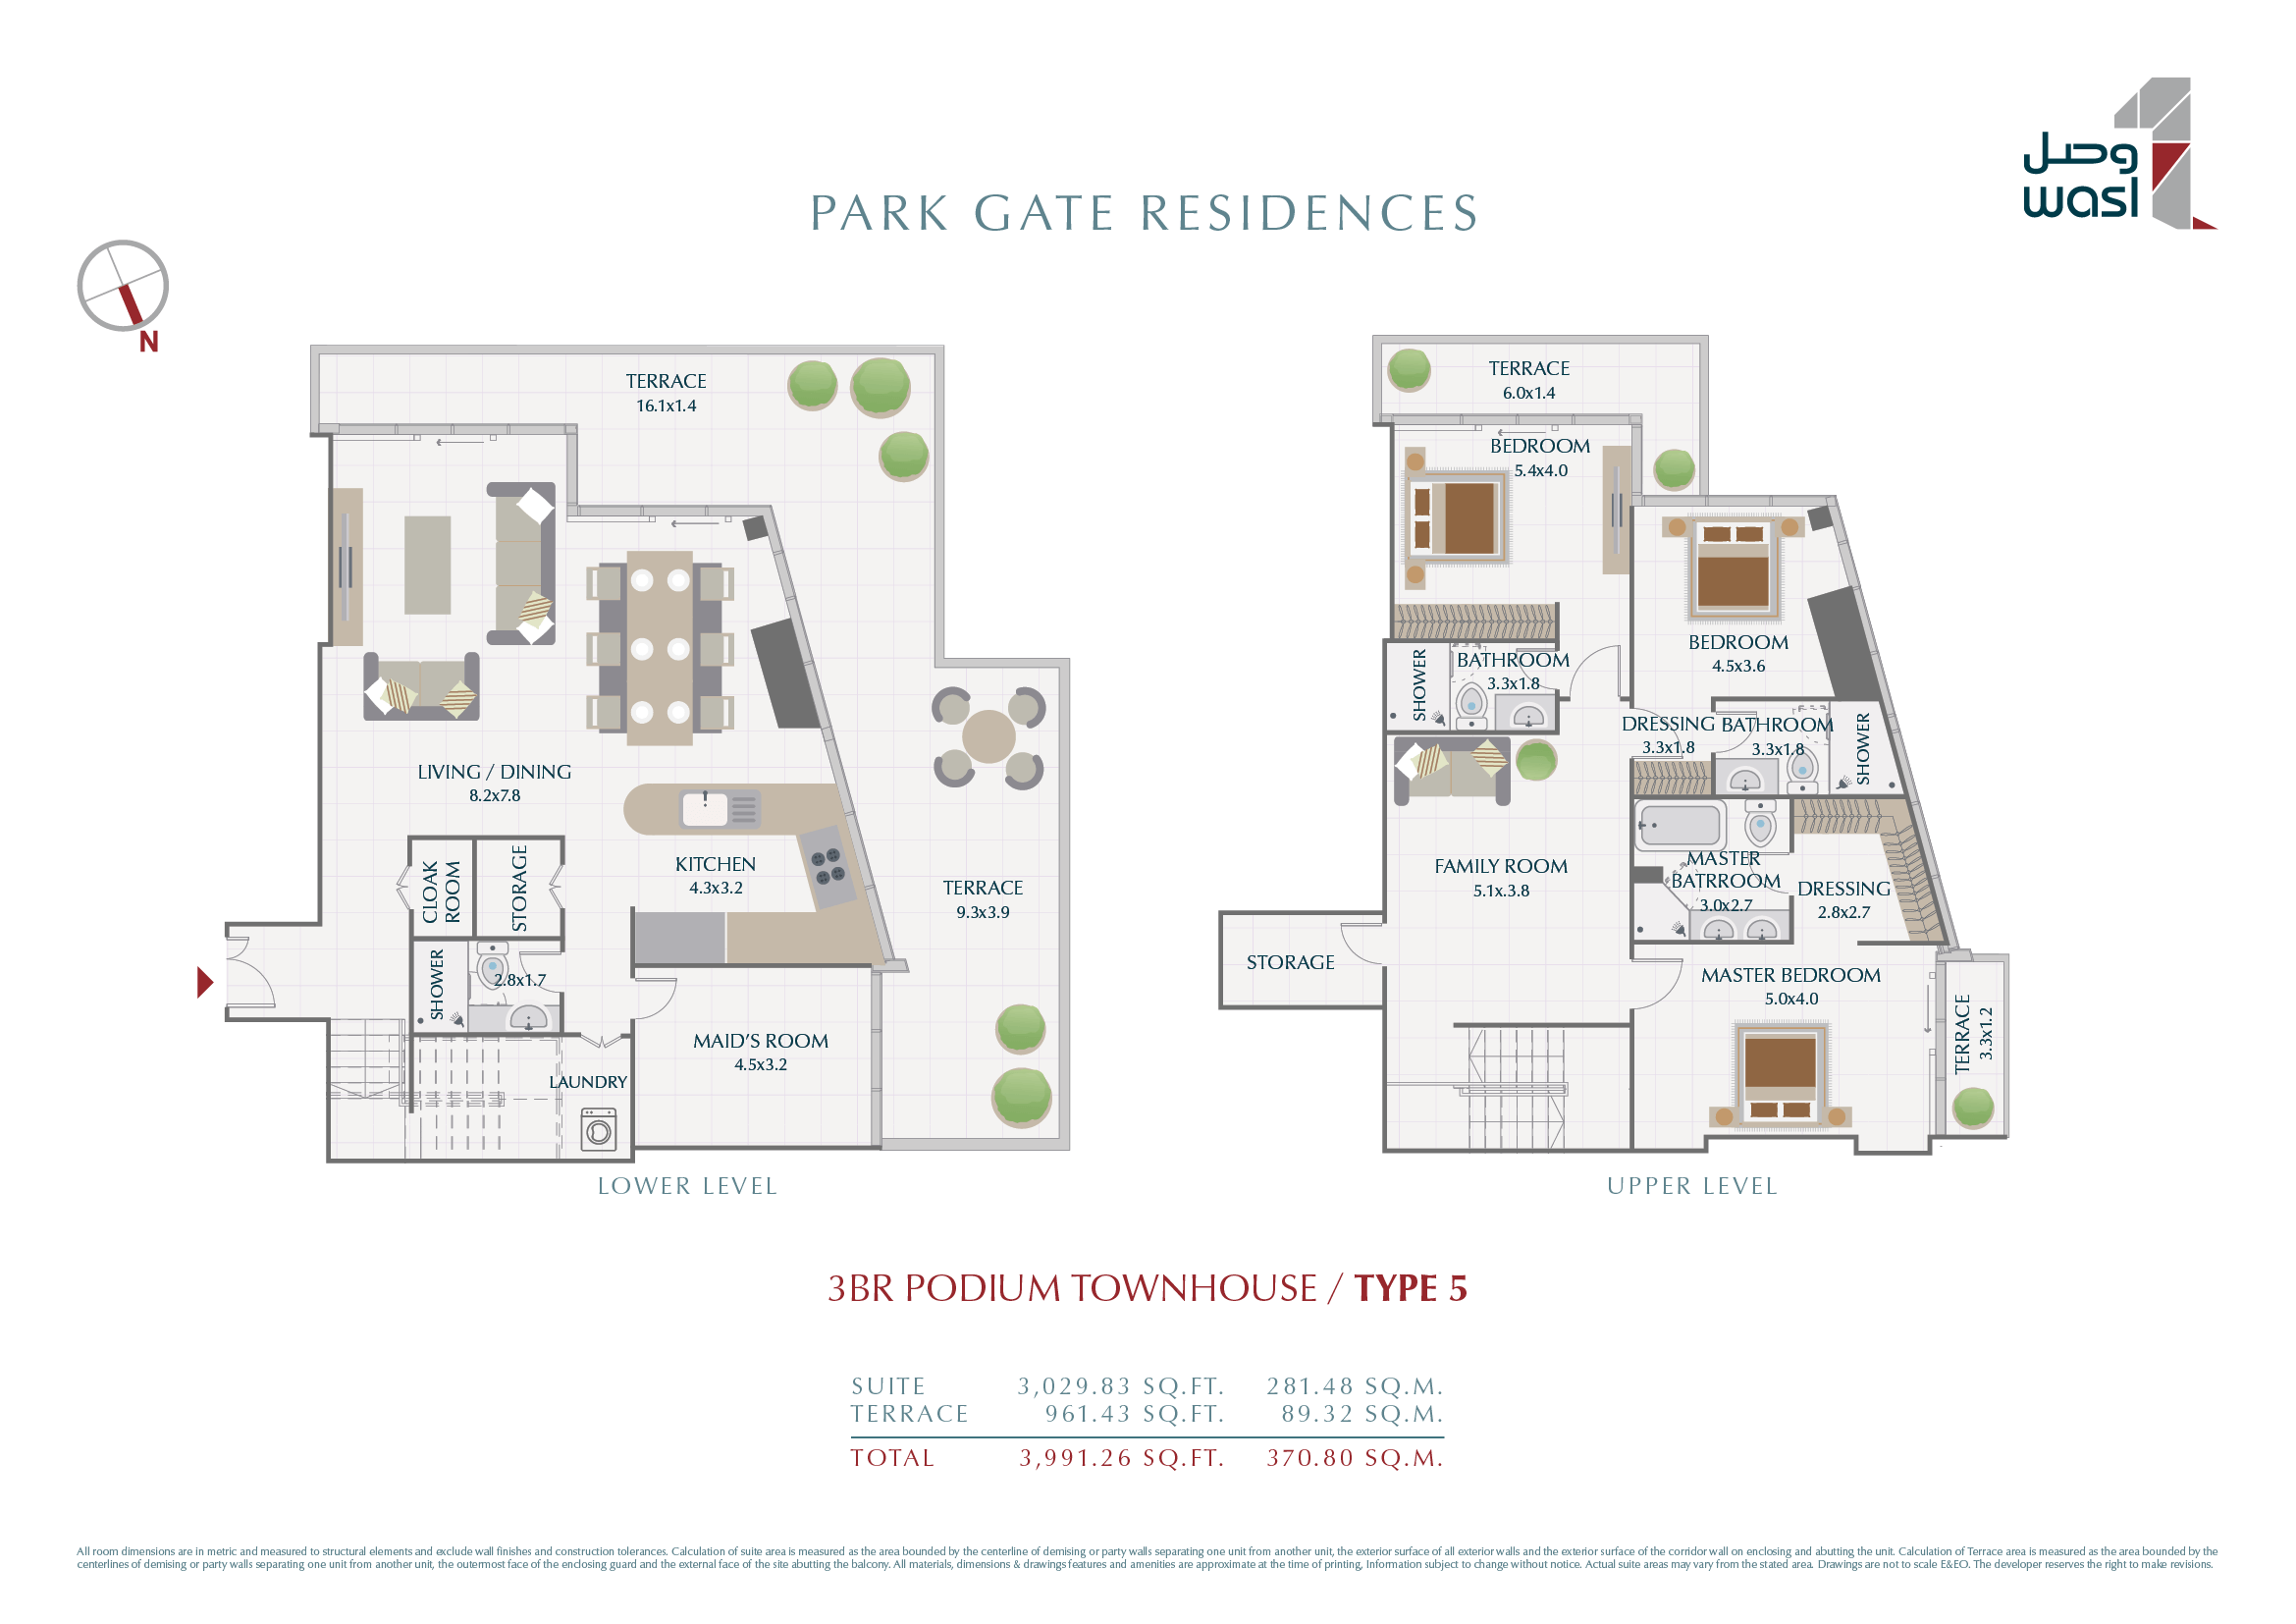 وصل
wasl
PARK GATE RESIDENCES
N
TERRACE
16.1x1.4
LIVING / DINING
8.2x7.8
KITCHEN
4.3x3.2
TERRACE
9.3x3.9
CLOAK
ROOM
STORAGE
SHOWER
2.8x1.7
MAID'S ROOM
4.5x3.2
LAUNDRY
LOWER LEVEL
TERRACE
6.0x1.4
BEDROOM
5.4x4.0
BEDROOM
4.5x3.6
SHOWER
BATHROOM
3.3x1.8
DRESSING
3.3x1.8
BATHROOM
3.3x1.8
SHOWER
FAMILY ROOM
5.1x.3.8
MASTER
BATRROOM
3.0x2.7
DRESSING
2.8x2.7
STORAGE
MASTER BEDROOM
5.0x4.0
TERRACE
3.3x1.2
UPPER LEVEL
3BR PODIUM TOWNHOUSE / TYPE 5
SUITE 3,029.83 SQ.FT. 281.48 SQ.M.
TERRACE 961.43 SQ.FT. 89.32 SQ.M.
TOTAL 3,991.26 SQ.FT. 370.80 SQ.M.
All room dimensions are in metric and measured to structural elements and exclude wall finishes and construction tolerances. Calculation of suite area is measured as the area bounded by the centerline of demising or party walls separating one unit from another unit, the exterior surface of all exterior walls and the exterior surface of the corridor wall on enclosing and abutting the unit. Calculation of Terrace area is measured as the area bounded by the
centerlines of demising or party walls separating one unit from another unit, the outermost face of the enclosing guard and the external face of the site abutting the balcony. All materials, dimensions & drawings features and amenities are approximate at the time of printing, Information subject to change without notice. Actual suite areas may vary from the stated area. Drawings are not to scale E&EO. The developer reserves the right to make revisions.